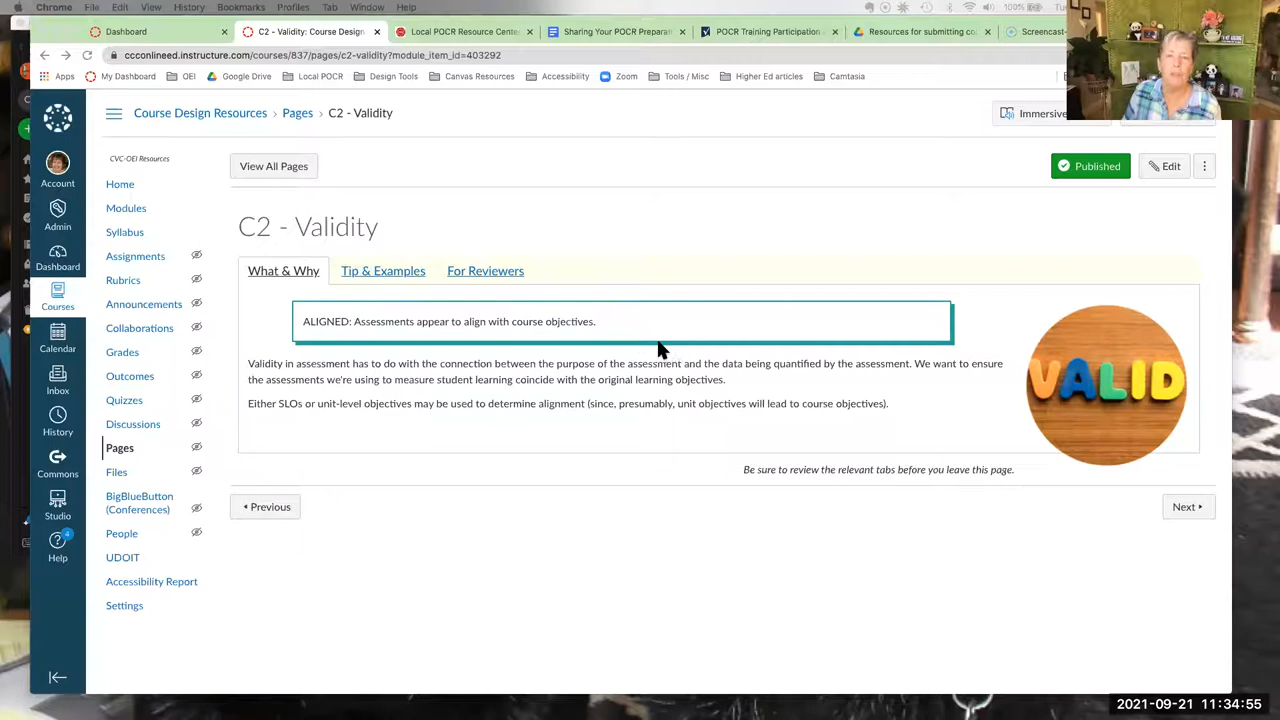 Chrome File Edit View History Bookmarks Profiles Tab Window Help
100%
Dashboard
C2 - Validity: Course Design
Local POCR Resource Cente
Sharing Your POCR Preparat
POCR Training Participation
Resources for submitting co
Screencast-
ccconlineed.instructure.com/courses/837/pages/c2-validity?module_item_id=403292
Apps My Dashboard OEI Google Drive Local POCR Design Tools Canvas Resources Accessibility Zoom Tools / Misc Higher Ed articles Camtasia
Course Design Resources › Pages › C2 - Validity
Immersive
Account
Admin
Dashboard
Courses
Calendar
Inbox
History
Commons
Studio
4
Help
CVC-OEI Resources
Home
Modules
Syllabus
Assignments
Rubrics
Announcements
Collaborations
Grades
Outcomes
Quizzes
Discussions
Pages
Files
BigBlueButton
(Conferences)
People
UDOIT
Accessibility Report
Settings
View All Pages
Published
Edit
C2 - Validity
What & Why Tip & Examples For Reviewers
ALIGNED: Assessments appear to align with course objectives.
Validity in assessment has to do with the connection between the purpose of the assessment and the data being quantified by the assessment. We want to ensure
the assessments we're using to measure student learning coincide with the original learning objectives.
Either SLOs or unit-level objectives may be used to determine alignment (since, presumably, unit objectives will lead to course objectives).
VALID
Be sure to review the relevant tabs before you leave this page.
Previous
Next
2021-09-21 11:34:55